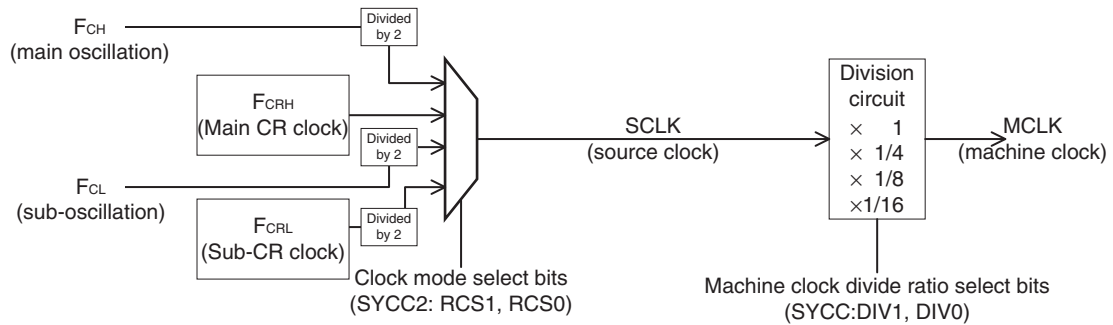 FCH
(main oscillation)
Divided
by 2
FCRH
(Main CR clock)
Divided
by 2
FCL
(sub-oscillation)
FCRL
(Sub-CR clock)
Divided
by 2
Clock mode select bits
(SYCC2: RCS1, RCS0)
SCLK
(source clock)
Division
circuit
× 1
× 1/4
× 1/8
×1/16
MCLK
(machine clock)
Machine clock divide ratio select bits
(SYCC:DIV1, DIV0)